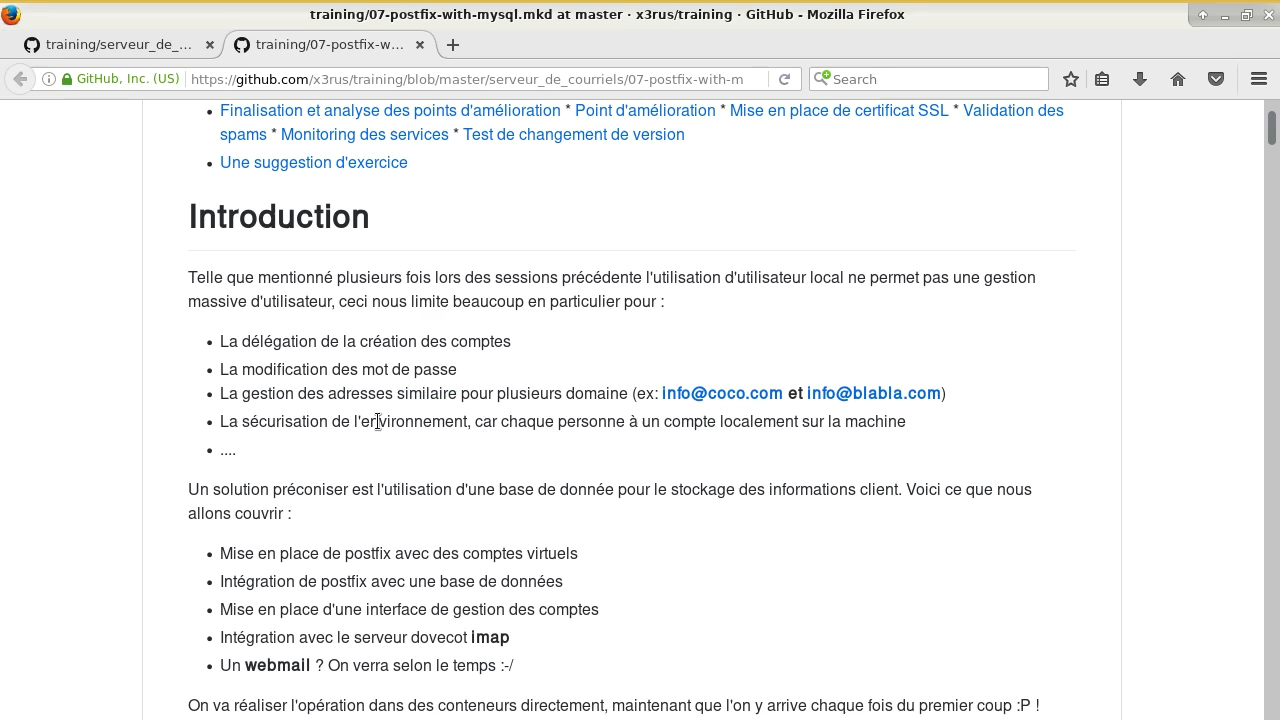 training/07-postfix-with-mysql.mkd at master · x3rus/training · GitHub - Mozilla Firefox
training/serveur_de_... training/07-postfix-w...
GitHub, Inc. (US) https://github.com/x3rus/training/blob/master/serveur_de_courriels/07-postfix-with-m Search
• Finalisation et analyse des points d'amélioration * Point d'amélioration * Mise en place de certificat SSL * Validation des
spams * Monitoring des services * Test de changement de version
• Une suggestion d'exercice
Introduction
Telle que mentionné plusieurs fois lors des sessions précédente l'utilisation d'utilisateur local ne permet pas une gestion
massive d'utilisateur, ceci nous limite beaucoup en particulier pour :
• La délégation de la création des comptes
• La modification des mot de passe
• La gestion des adresses similaire pour plusieurs domaine (ex: info@coco.com et info@blabla.com)
• La sécurisation de l'environnement, car chaque personne à un compte localement sur la machine
• ....
Un solution préconiser est l'utilisation d'une base de donnée pour le stockage des informations client. Voici ce que nous
allons couvrir :
• Mise en place de postfix avec des comptes virtuels
• Intégration de postfix avec une base de données
• Mise en place d'une interface de gestion des comptes
• Intégration avec le serveur dovecot imap
• Un webmail ? On verra selon le temps :-/
On va réaliser l'opération dans des conteneurs directement, maintenant que l'on y arrive chaque fois du premier coup :P !